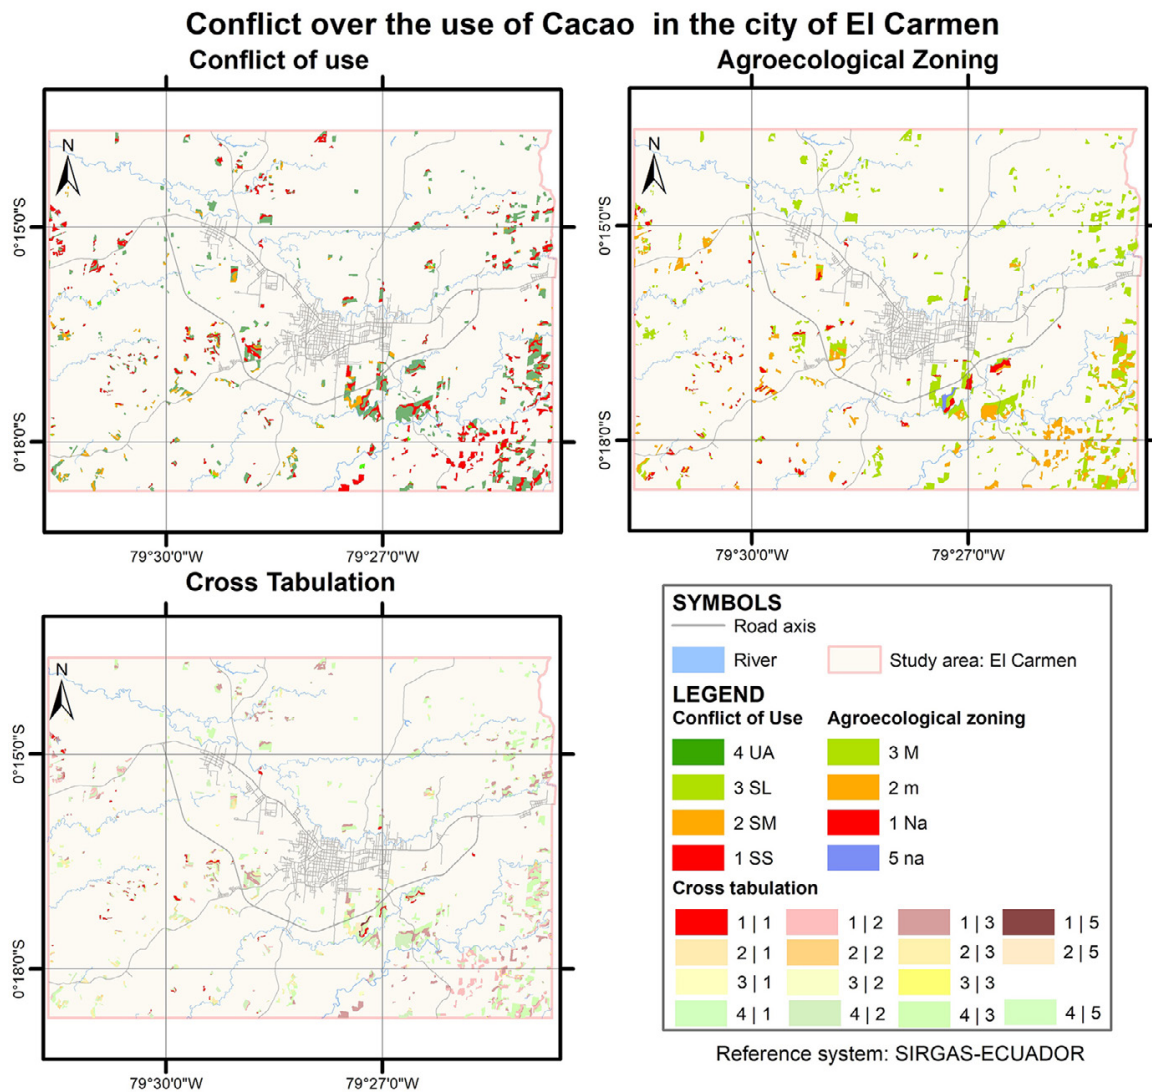 Conflict over the use of Cacao in the city of El Carmen
Conflict of use
Agroecological Zoning
N
N
0°15'0"S
0°15'0"S
0°18'0"S
0°18'0"S
79°30'0"W
79°27'0"W
79°30'0"W
79°27'0"W
Cross Tabulation
N
0°15'0"S
0°18'0"S
79°30'0"W
79°27'0"W
SYMBOLS
Road axis
River
Study area: El Carmen
LEGEND
Conflict of Use
Agroecological zoning
4 UA
3 M
3 SL
2 m
2 SM
1 Na
1 SS
5 na
Cross tabulation
1 | 1
1 | 2
1 | 3
1 | 5
2 | 1
2 | 2
2 | 3
2 | 5
3 | 1
3 | 2
3 | 3
4 | 1
4 | 2
4 | 3
4 | 5
Reference system: SIRGAS-ECUADOR